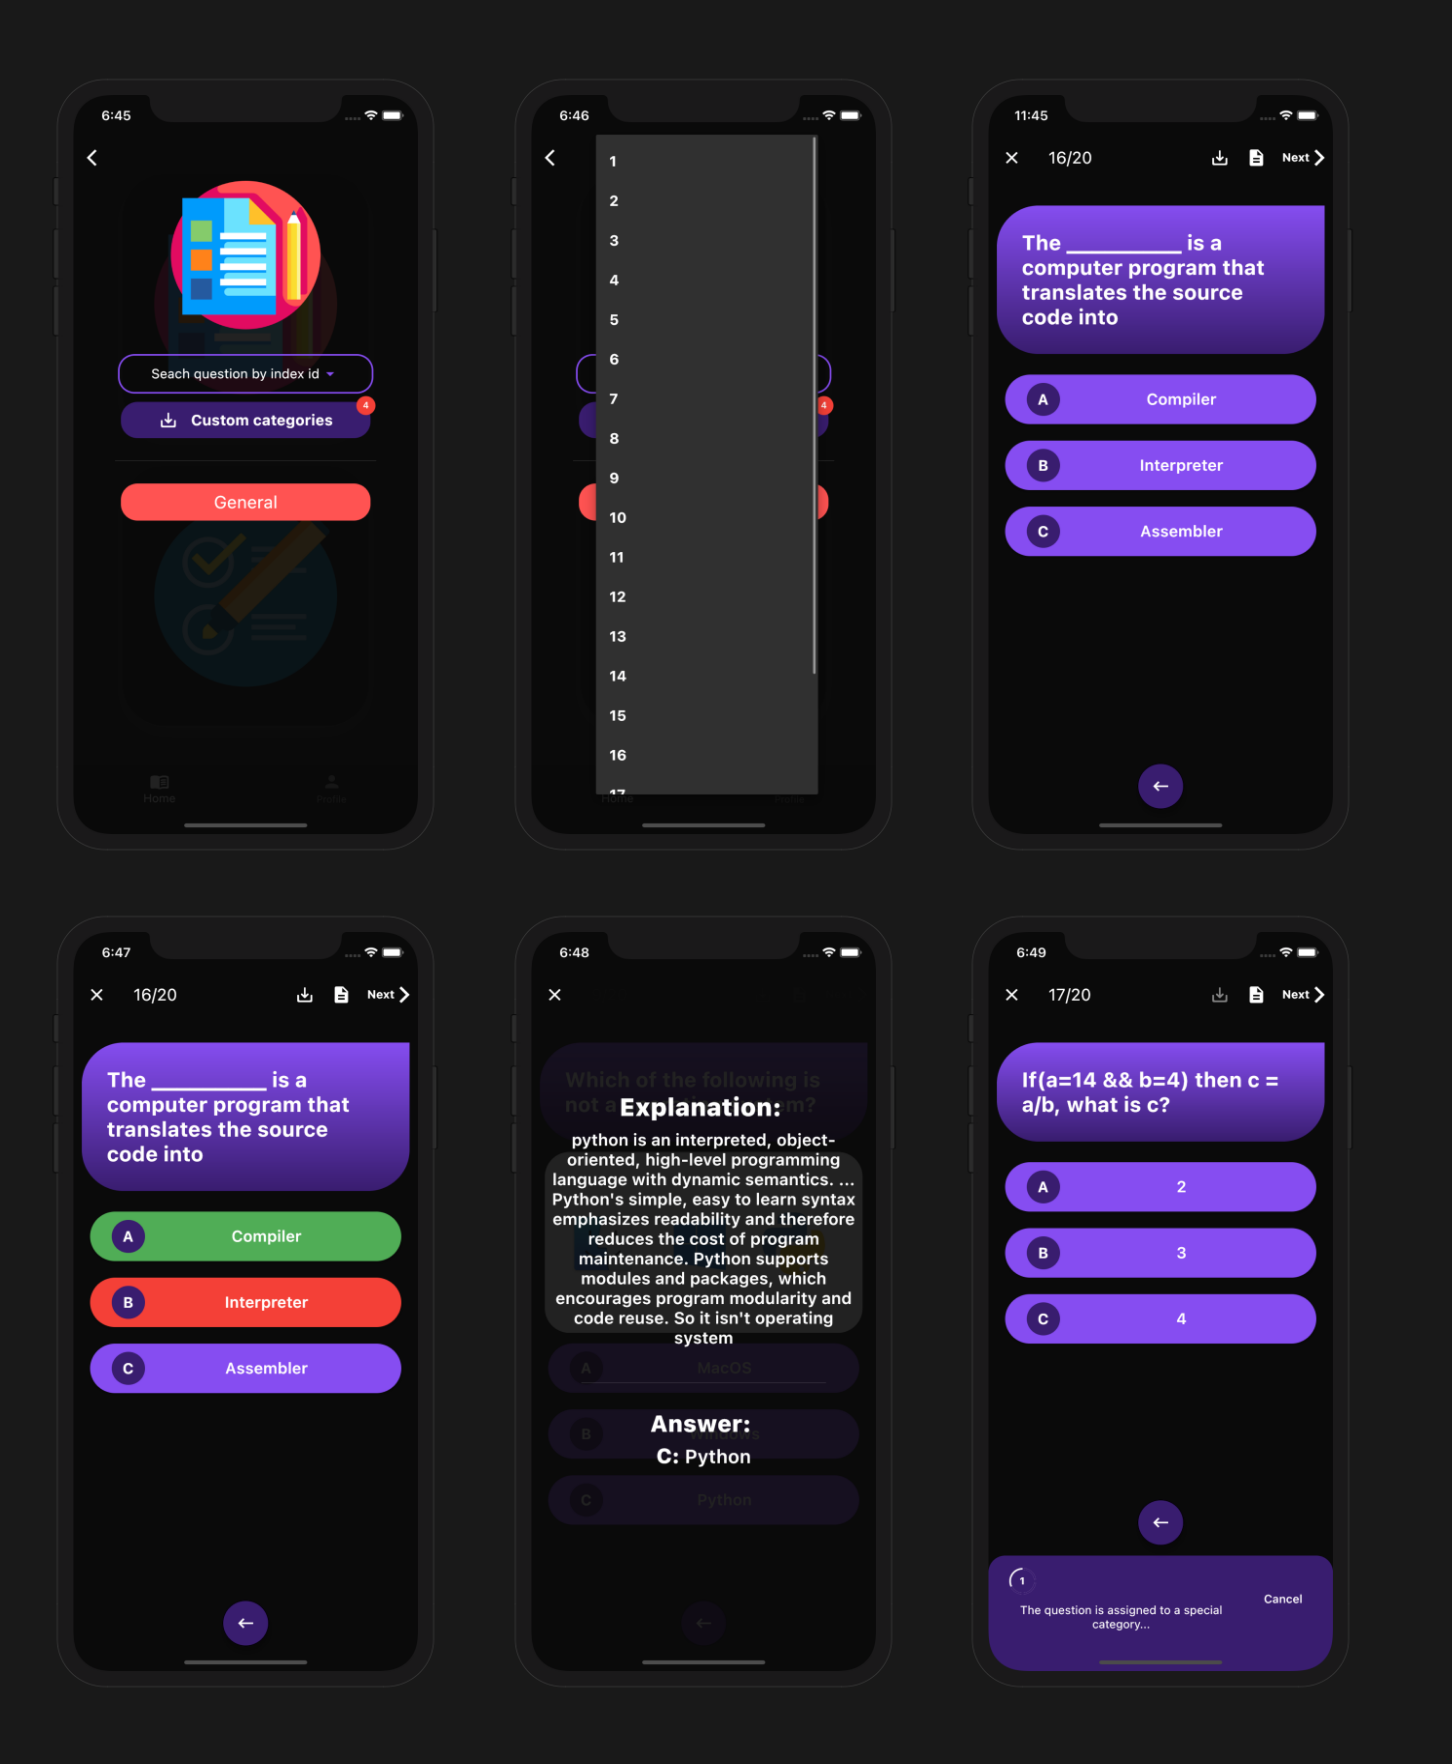 6:45
Seach question by index id
4
Custom categories
General
Home
Profile
6:46
1
2
3
4
5
6
7
8
9
10
11
12
13
14
15
16
17
4
Home
11:45
16/20
Next
The ___________ is a
computer program that
translates the source
code into
A Compiler
B Interpreter
C Assembler
6:47
16/20
Next
The ___________ is a
computer program that
translates the source
code into
A Compiler
B Interpreter
C Assembler
6:48
Which of the following is
Explanation:
python is an interpreted, object-
oriented, high-level programming
language with dynamic semantics. ...
Python's simple, easy to learn syntax
emphasizes readability and therefore
reduces the cost of program
maintenance. Python supports
modules and packages, which
encourages program modularity and
code reuse. So it isn't operating
system
A MacOS
Answer:
B Windows
C: Python
C Python
6:49
17/20
Next
If(a=14 && b=4) then c =
a/b, what is c?
A 2
B 3
C 4
1
The question is assigned to a special
category...
Cancel